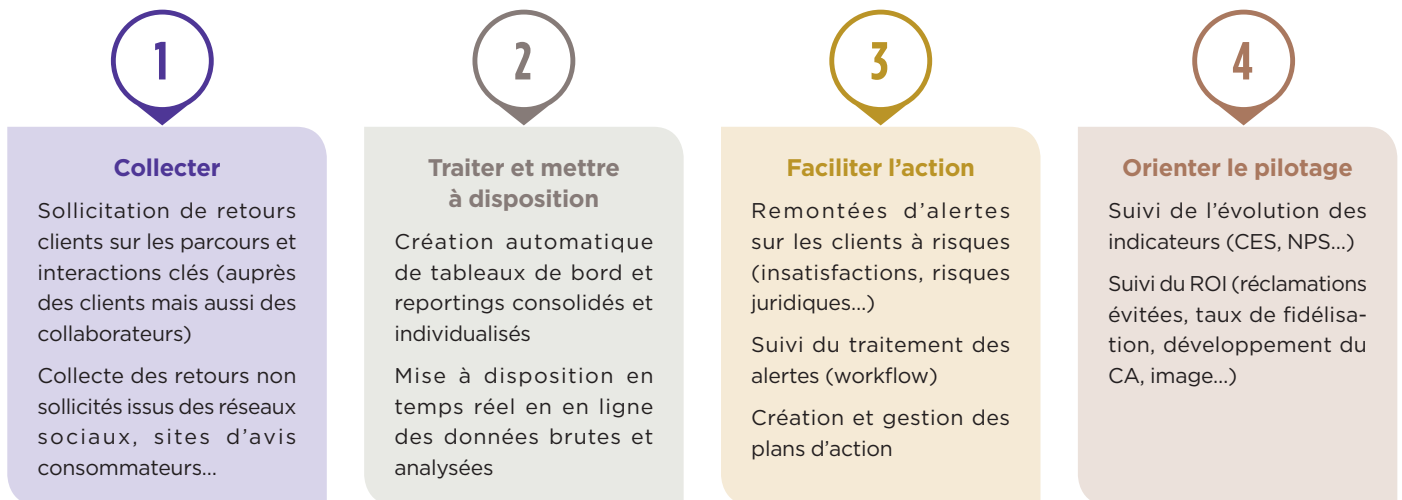 1
Collecter
Sollicitation de retours
clients sur les parcours et
interactions clés (auprès
des clients mais aussi des
collaborateurs)
Collecte des retours non
sollicités issus des réseaux
sociaux, sites d’avis
consommateurs...
2
Traiter et mettre
à disposition
Création automatique
de tableaux de bord et
reportings consolidés et
individualisés
Mise à disposition en
temps réel en en ligne
des données brutes et
analysées
3
Faciliter l’action
Remontées d’alertes
sur les clients à risques
(insatisfactions, risques
juridiques...)
Suivi du traitement des
alertes (workflow)
Création et gestion des
plans d’action
4
Orienter le pilotage
Suivi de l’évolution des
indicateurs (CES, NPS...)
Suivi du ROI (réclamations
évitées, taux de fidélisa-
tion, développement du
CA, image...)